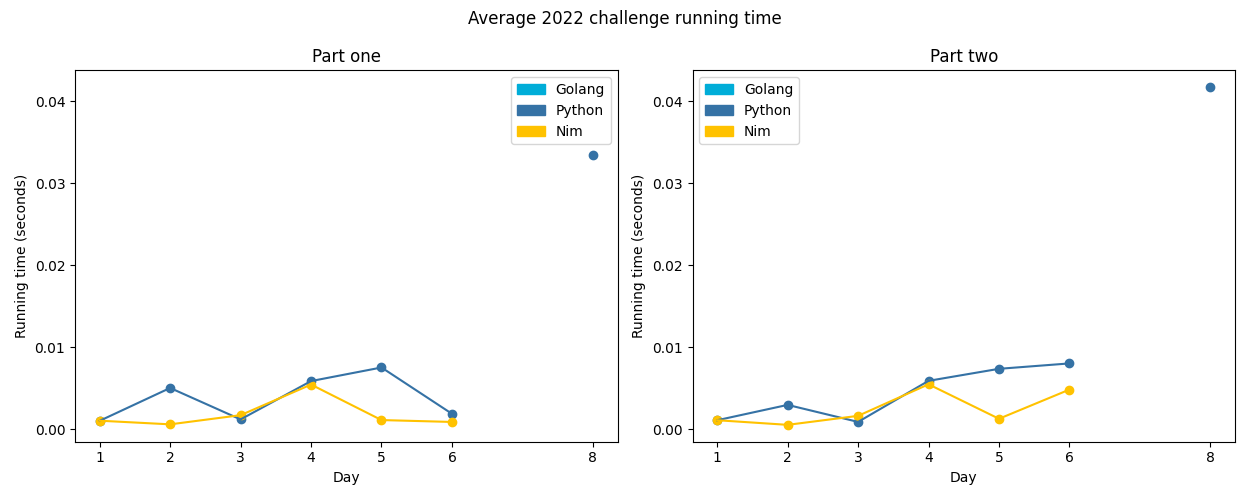 Average 2022 challenge running time
Part one
Running time (seconds)
0.04
0.03
0.02
0.01
0.00
Golang
Python
Nim
1 2 3 4 5 6 8
Day
Part two
Running time (seconds)
0.04
0.03
0.02
0.01
0.00
Golang
Python
Nim
1 2 3 4 5 6 8
Day